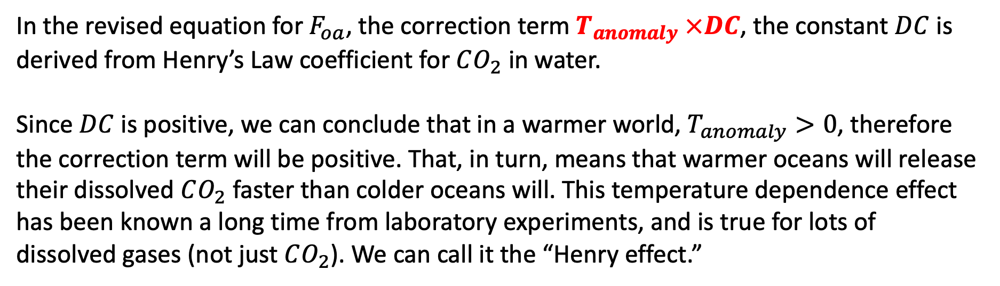 In the revised equation for $F_{oa}$, the correction term $T_{anomaly} \times DC$, the constant $DC$ is
derived from Henry’s Law coefficient for $CO_2$ in water.
Since $DC$ is positive, we can conclude that in a warmer world, $T_{anomaly} > 0$, therefore
the correction term will be positive. That, in turn, means that warmer oceans will release
their dissolved $CO_2$ faster than colder oceans will. This temperature dependence effect
has been known a long time from laboratory experiments, and is true for lots of
dissolved gases (not just $CO_2$). We can call it the “Henry effect.”